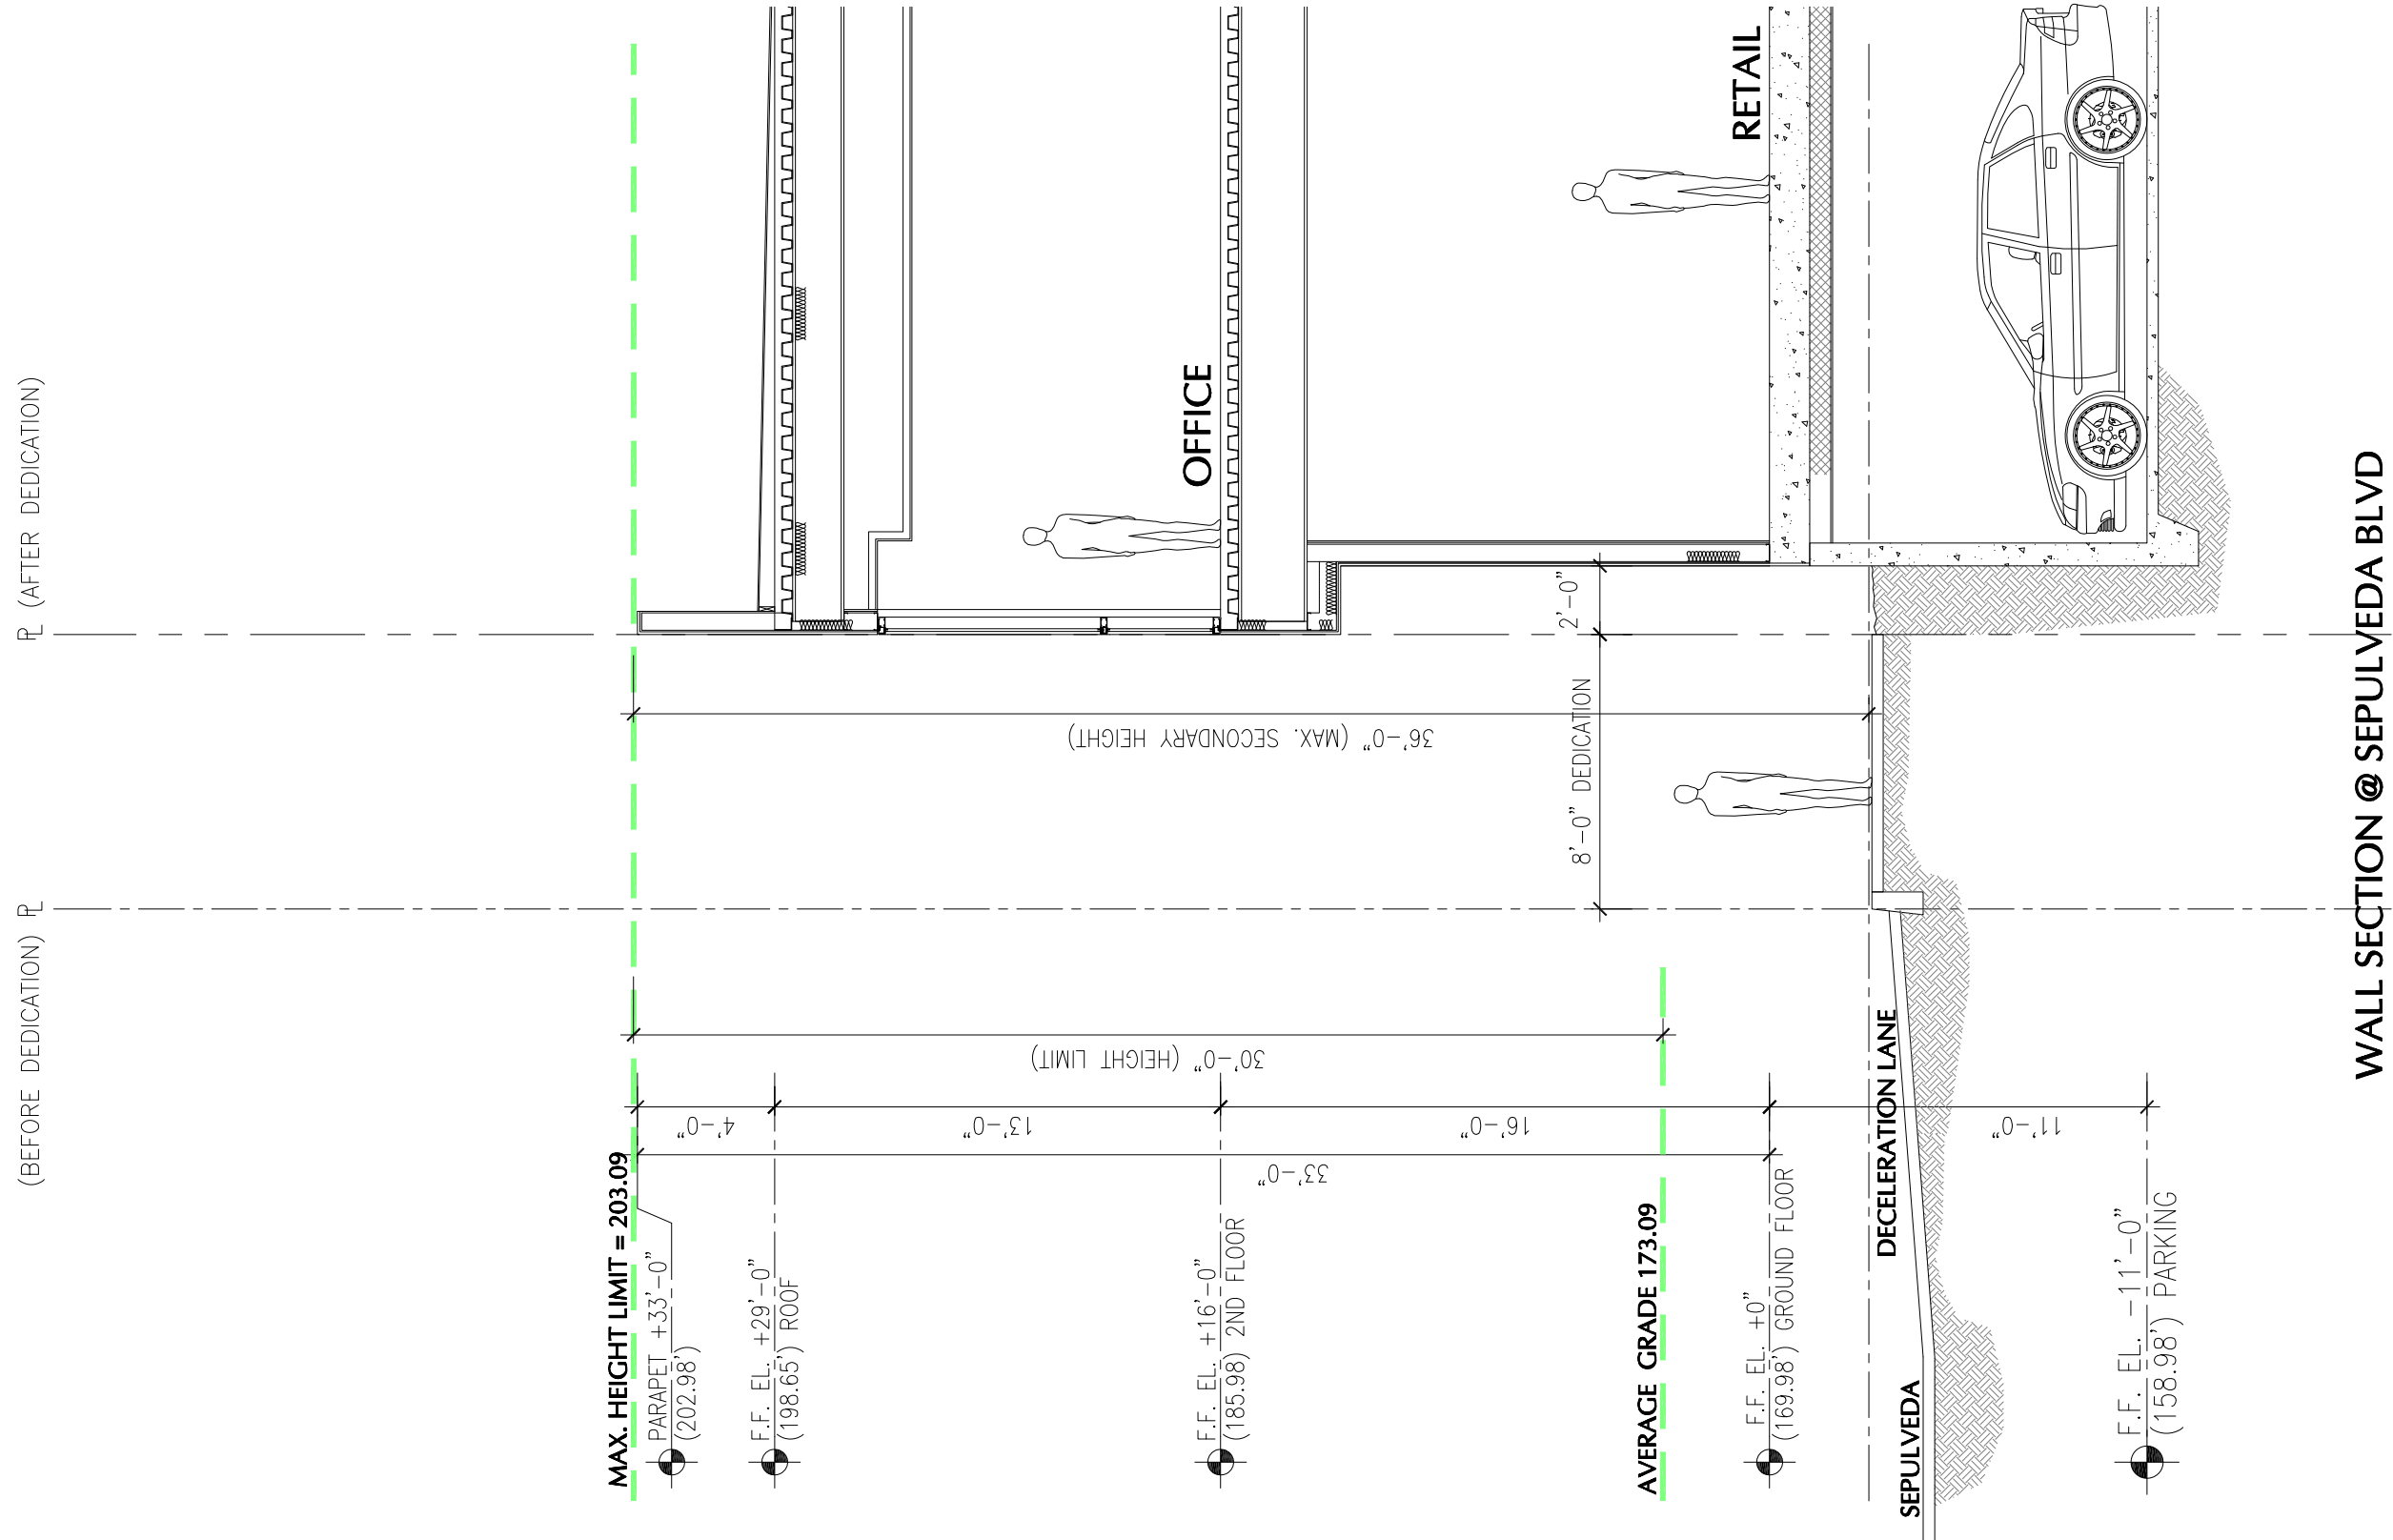 (BEFORE DEDICATION) PL
PL (AFTER DEDICATION)
MAX. HEIGHT LIMIT = 203.09
PARAPET +33'-0"
(202.98')
F.F. EL. +29'-0"
(198.65') ROOF
F.F. EL. +16'-0"
(185.98) 2ND FLOOR
AVERAGE GRADE 173.09
F.F. EL. +0"
(169.98') GROUND FLOOR
F.F. EL. -11'-0"
(158.98') PARKING
4'-0"
13'-0"
16'-0"
11'-0"
33'-0"
30'-0" (HEIGHT LIMIT)
36'-0" (MAX. SECONDARY HEIGHT)
8'-0" DEDICATION
2'-0"
OFFICE
RETAIL
SEPULVEDA
DECELERATION LANE
WALL SECTION @ SEPULVEDA BLVD